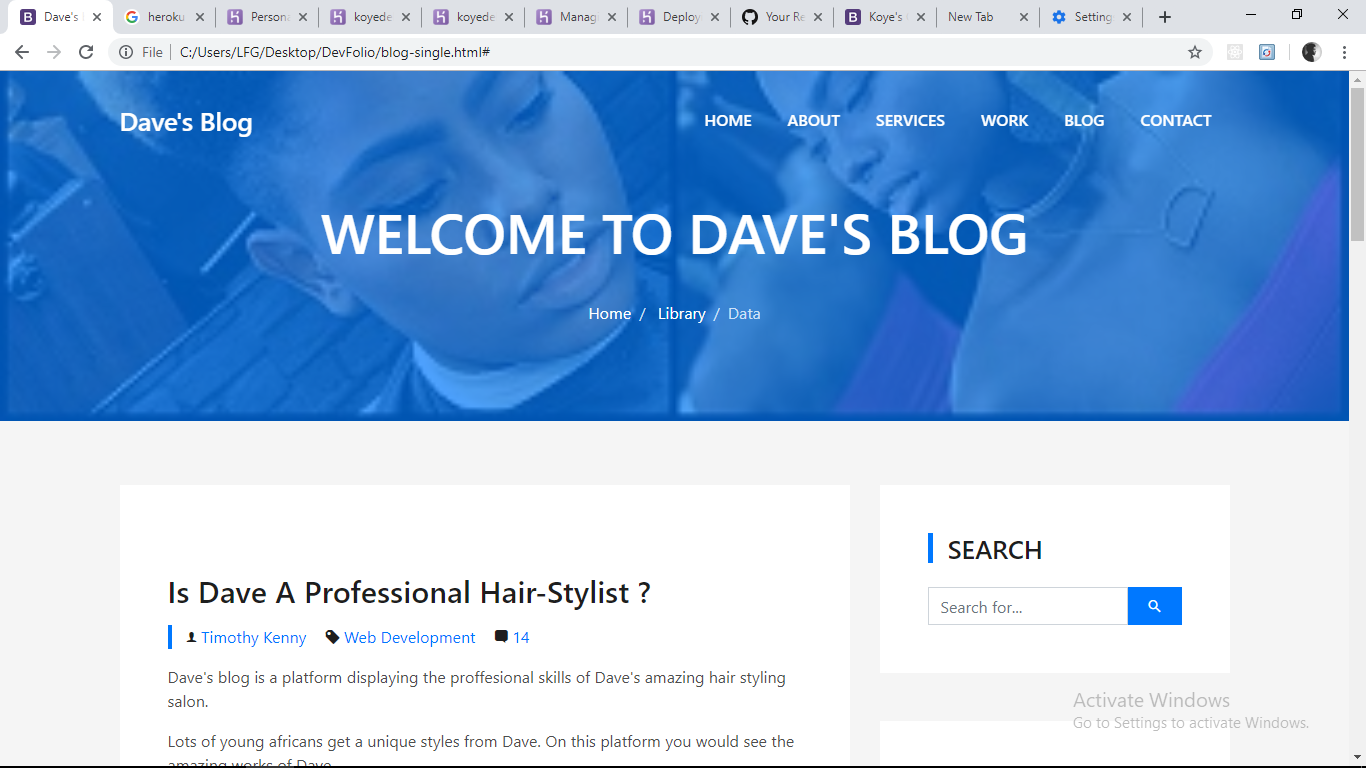 Dave's
heroku
Persona
koyede
koyede
Manag
Deploy
Your Re
Koye's
New Tab
Setting
File
C:/Users/LFG/Desktop/DevFolio/blog-single.html#
Dave's Blog
HOME ABOUT SERVICES WORK BLOG CONTACT
WELCOME TO DAVE'S BLOG
Home / Library / Data
Is Dave A Professional Hair-Stylist ?
Timothy Kenny Web Development 14
Dave's blog is a platform displaying the proffesional skills of Dave's amazing hair styling
salon.
Lots of young africans get a unique styles from Dave. On this platform you would see the
amazing works of Dave
SEARCH
Search for...
Activate Windows
Go to Settings to activate Windows.